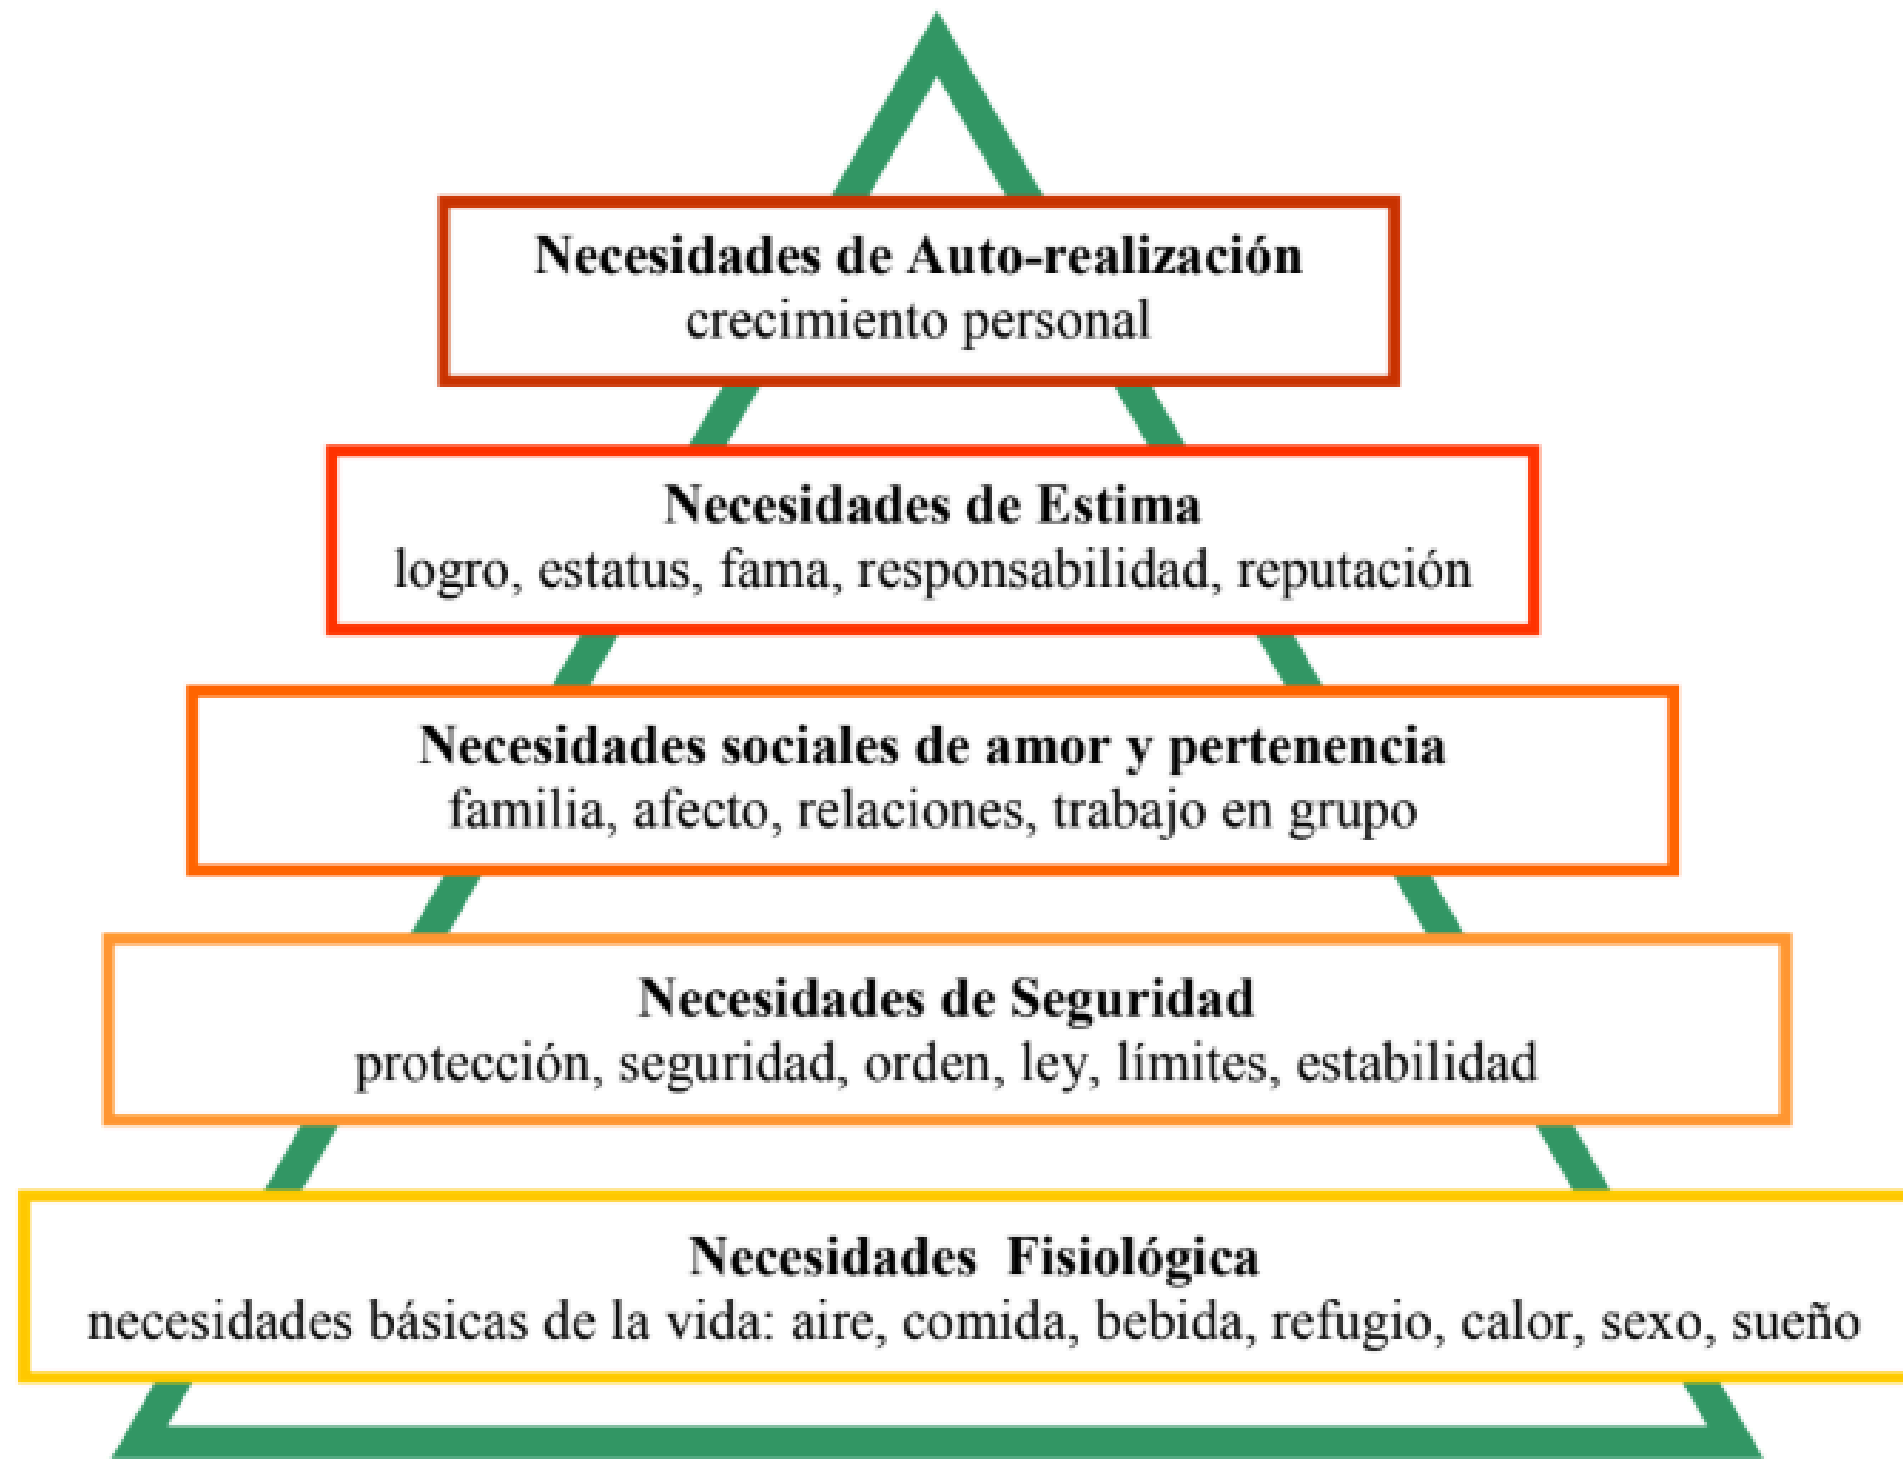 Necesidades de Auto-realización
crecimiento personal
Necesidades de Estima
logro, estatus, fama, responsabilidad, reputación
Necesidades sociales de amor y pertenencia
familia, afecto, relaciones, trabajo en grupo
Necesidades de Seguridad
protección, seguridad, orden, ley, límites, estabilidad
Necesidades Fisiológica
necesidades básicas de la vida: aire, comida, bebida, refugio, calor, sexo, sueño